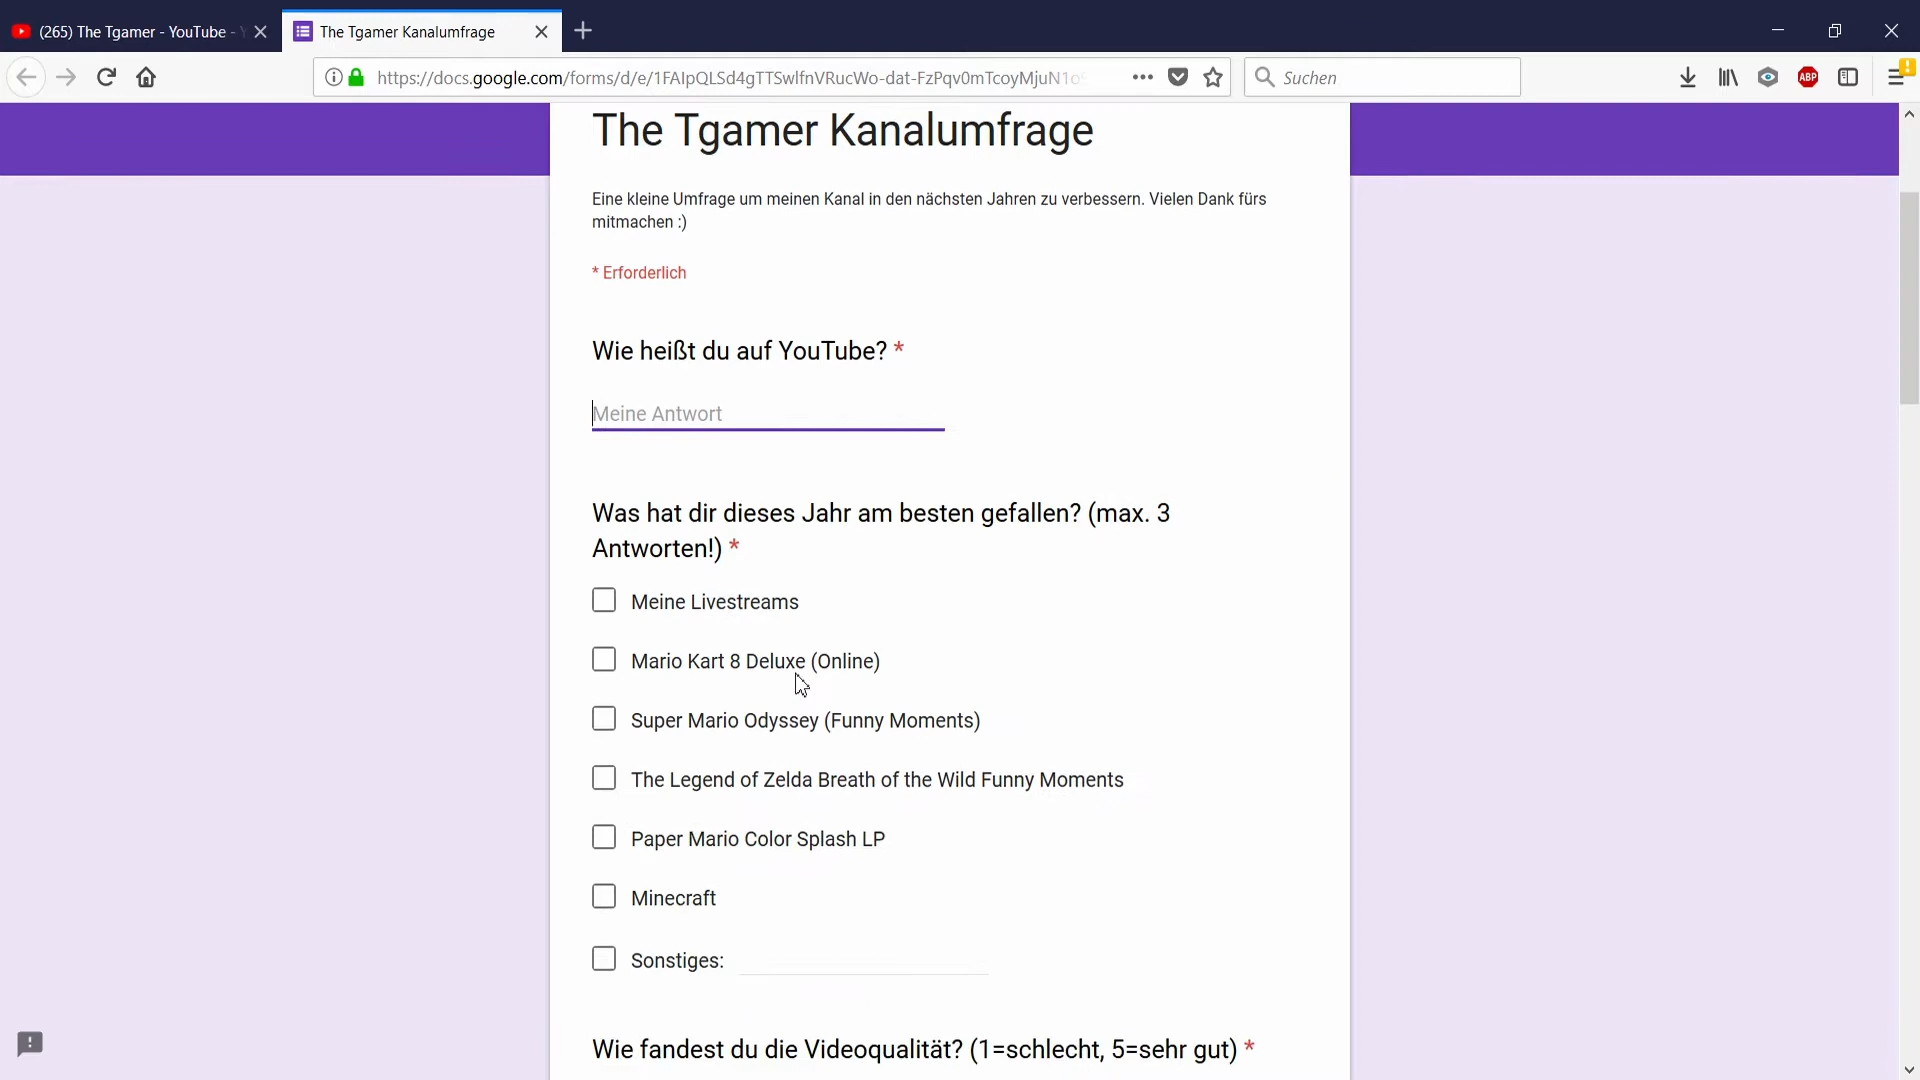 (265) The Tgamer - YouTube -
The Tgamer Kanalumfrage
https://docs.google.com/forms/d/e/1FAIpQLSd4gTTSwlfnVRucWo-dat-FzPqv0mTcoyMjuN1o
Suchen
ABP
The Tgamer Kanalumfrage
Eine kleine Umfrage um meinen Kanal in den nächsten Jahren zu verbessern. Vielen Dank fürs
mitmachen :)
* Erforderlich
Wie heißt du auf YouTube? *
Meine Antwort
Was hat dir dieses Jahr am besten gefallen? (max. 3
Antworten!) *
Meine Livestreams
Mario Kart 8 Deluxe (Online)
Super Mario Odyssey (Funny Moments)
The Legend of Zelda Breath of the Wild Funny Moments
Paper Mario Color Splash LP
Minecraft
Sonstiges:
Wie fandest du die Videoqualität? (1=schlecht, 5=sehr gut) *